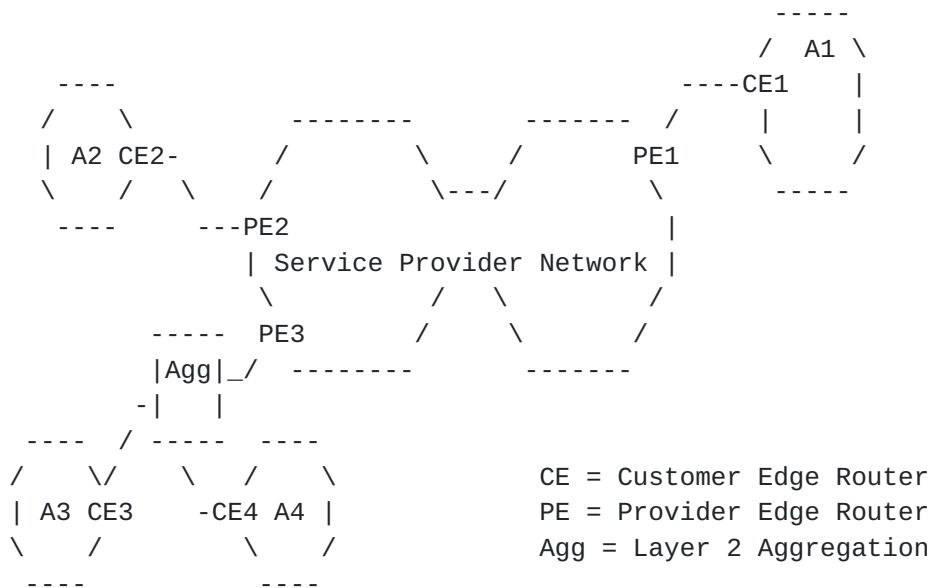 A1
CE1
A2 CE2
PE1
PE2
Service Provider Network
PE3
Agg
CE = Customer Edge Router
A3 CE3 CE4 A4 PE = Provider Edge Router
Agg = Layer 2 Aggregation